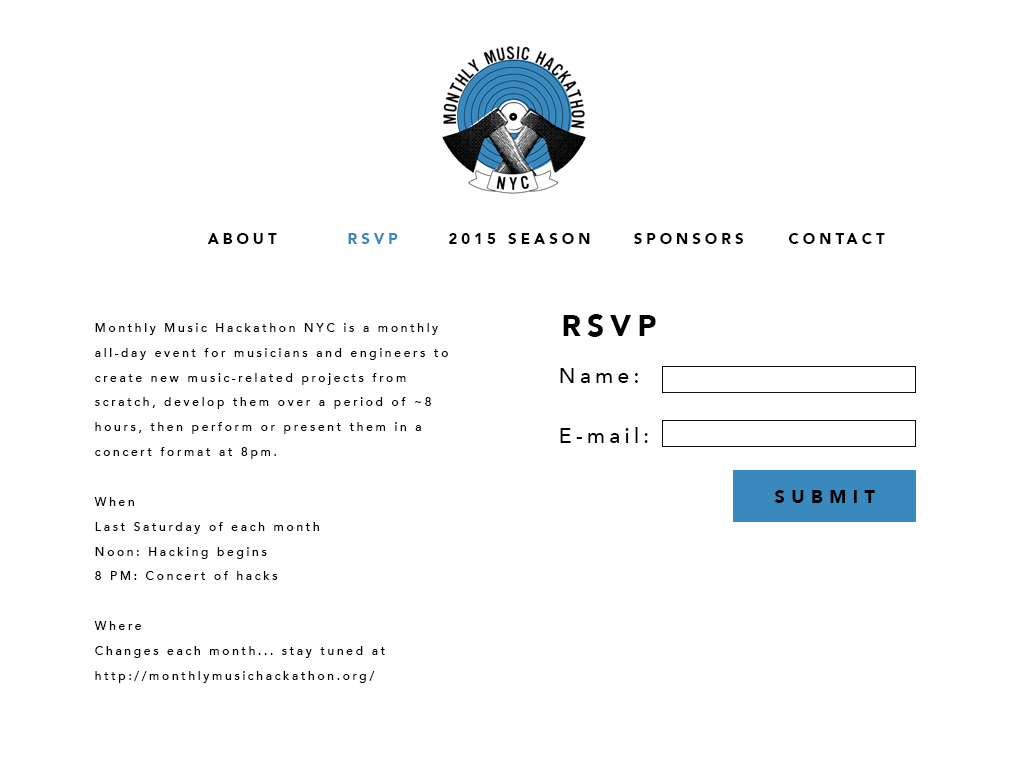 MONTHLY MUSIC HACKATHON
NYC
ABOUT RSVP 2015 SEASON SPONSORS CONTACT
Monthly Music Hackathon NYC is a monthly
all-day event for musicians and engineers to
create new music-related projects from
scratch, develop them over a period of ~8
hours, then perform or present them in a
concert format at 8pm.
When
Last Saturday of each month
Noon: Hacking begins
8 PM: Concert of hacks
Where
Changes each month... stay tuned at
http://monthlymusichackathon.org/
RSVP
Name:
E-mail:
SUBMIT